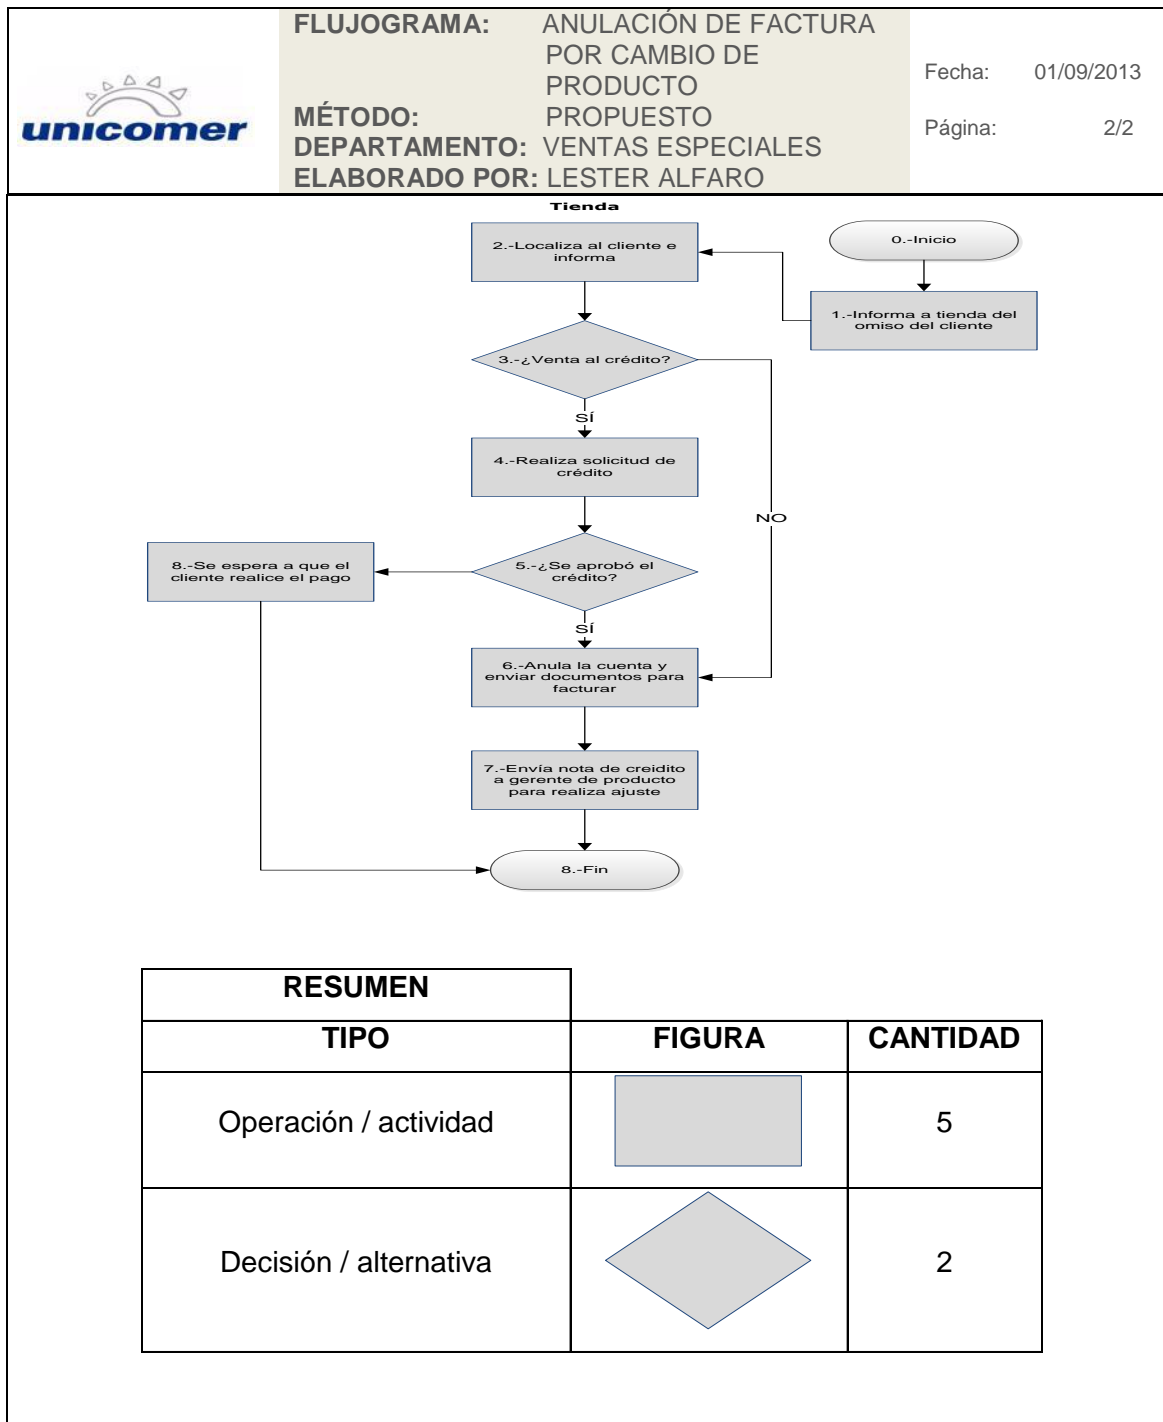 unicomer
FLUJOGRAMA: ANULACIÓN DE FACTURA
POR CAMBIO DE
PRODUCTO
MÉTODO: PROPUESTO
DEPARTAMENTO: VENTAS ESPECIALES
ELABORADO POR: LESTER ALFARO
Fecha: 01/09/2013
Página: 2/2
Tienda
0.-Inicio
1.-Informa a tienda del
omiso del cliente
2.-Localiza al cliente e
informa
3.-¿Venta al crédito?
SÍ
NO
4.-Realiza solicitud de
crédito
5.-¿Se aprobó el
crédito?
8.-Se espera a que el
cliente realice el pago
SÍ
6.-Anula la cuenta y
enviar documentos para
facturar
7.-Envía nota de creidito
a gerente de producto
para realiza ajuste
8.-Fin
RESUMEN
TIPO FIGURA CANTIDAD
Operación / actividad 5
Decisión / alternativa 2